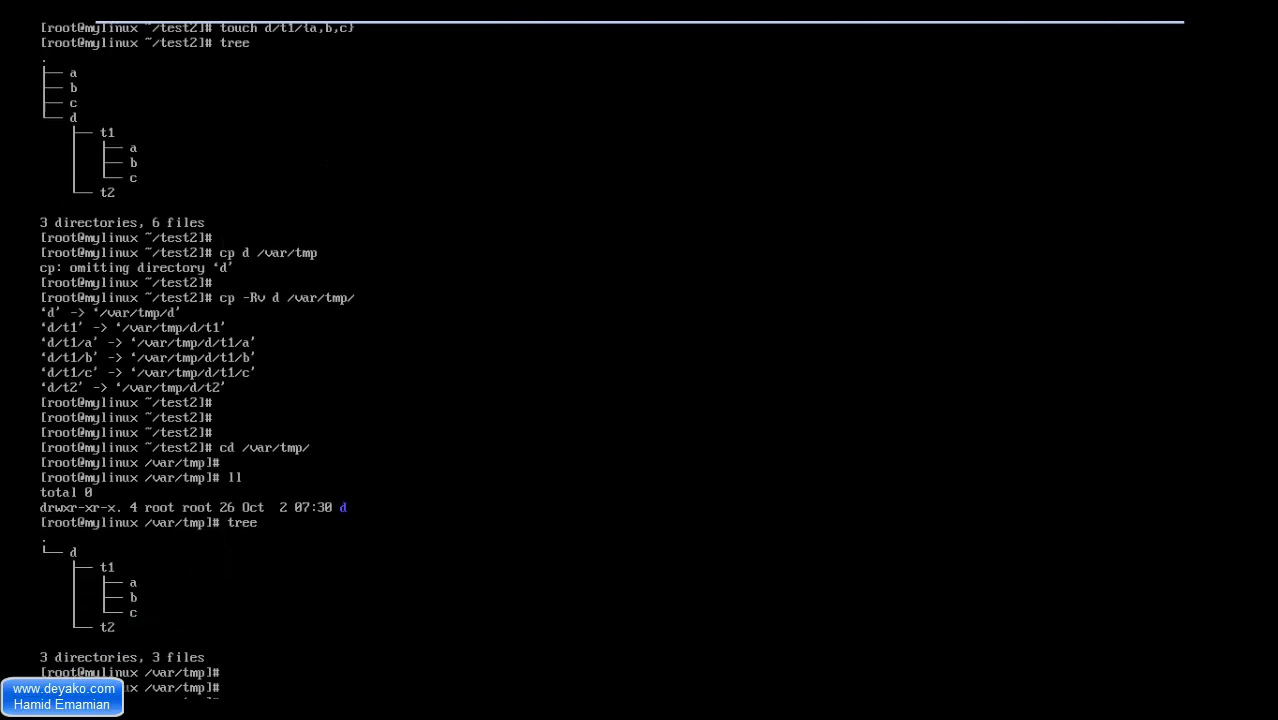 [root@mylinux ~/test2]# touch d/t1/{a,b,c}
[root@mylinux ~/test2]# tree
.
├── a
├── b
├── c
└── d
    ├── t1
    │   ├── a
    │   ├── b
    │   └── c
    └── t2
3 directories, 6 files
[root@mylinux ~/test2]#
[root@mylinux ~/test2]# cp d /var/tmp
cp: omitting directory ‘d’
[root@mylinux ~/test2]#
[root@mylinux ~/test2]# cp -Rv d /var/tmp/
‘d’ -> ‘/var/tmp/d’
‘d/t1’ -> ‘/var/tmp/d/t1’
‘d/t1/a’ -> ‘/var/tmp/d/t1/a’
‘d/t1/b’ -> ‘/var/tmp/d/t1/b’
‘d/t1/c’ -> ‘/var/tmp/d/t1/c’
‘d/t2’ -> ‘/var/tmp/d/t2’
[root@mylinux ~/test2]#
[root@mylinux ~/test2]#
[root@mylinux ~/test2]#
[root@mylinux ~/test2]# cd /var/tmp/
[root@mylinux /var/tmp]#
[root@mylinux /var/tmp]# ll
total 0
drwxr-xr-x. 4 root root 26 Oct  2 07:30 d
[root@mylinux /var/tmp]# tree
.
└── d
    ├── t1
    │   ├── a
    │   ├── b
    │   └── c
    └── t2
3 directories, 3 files
[root@mylinux /var/tmp]#
linux /var/tmp]#
www.deyako.com
Hamid Emamian